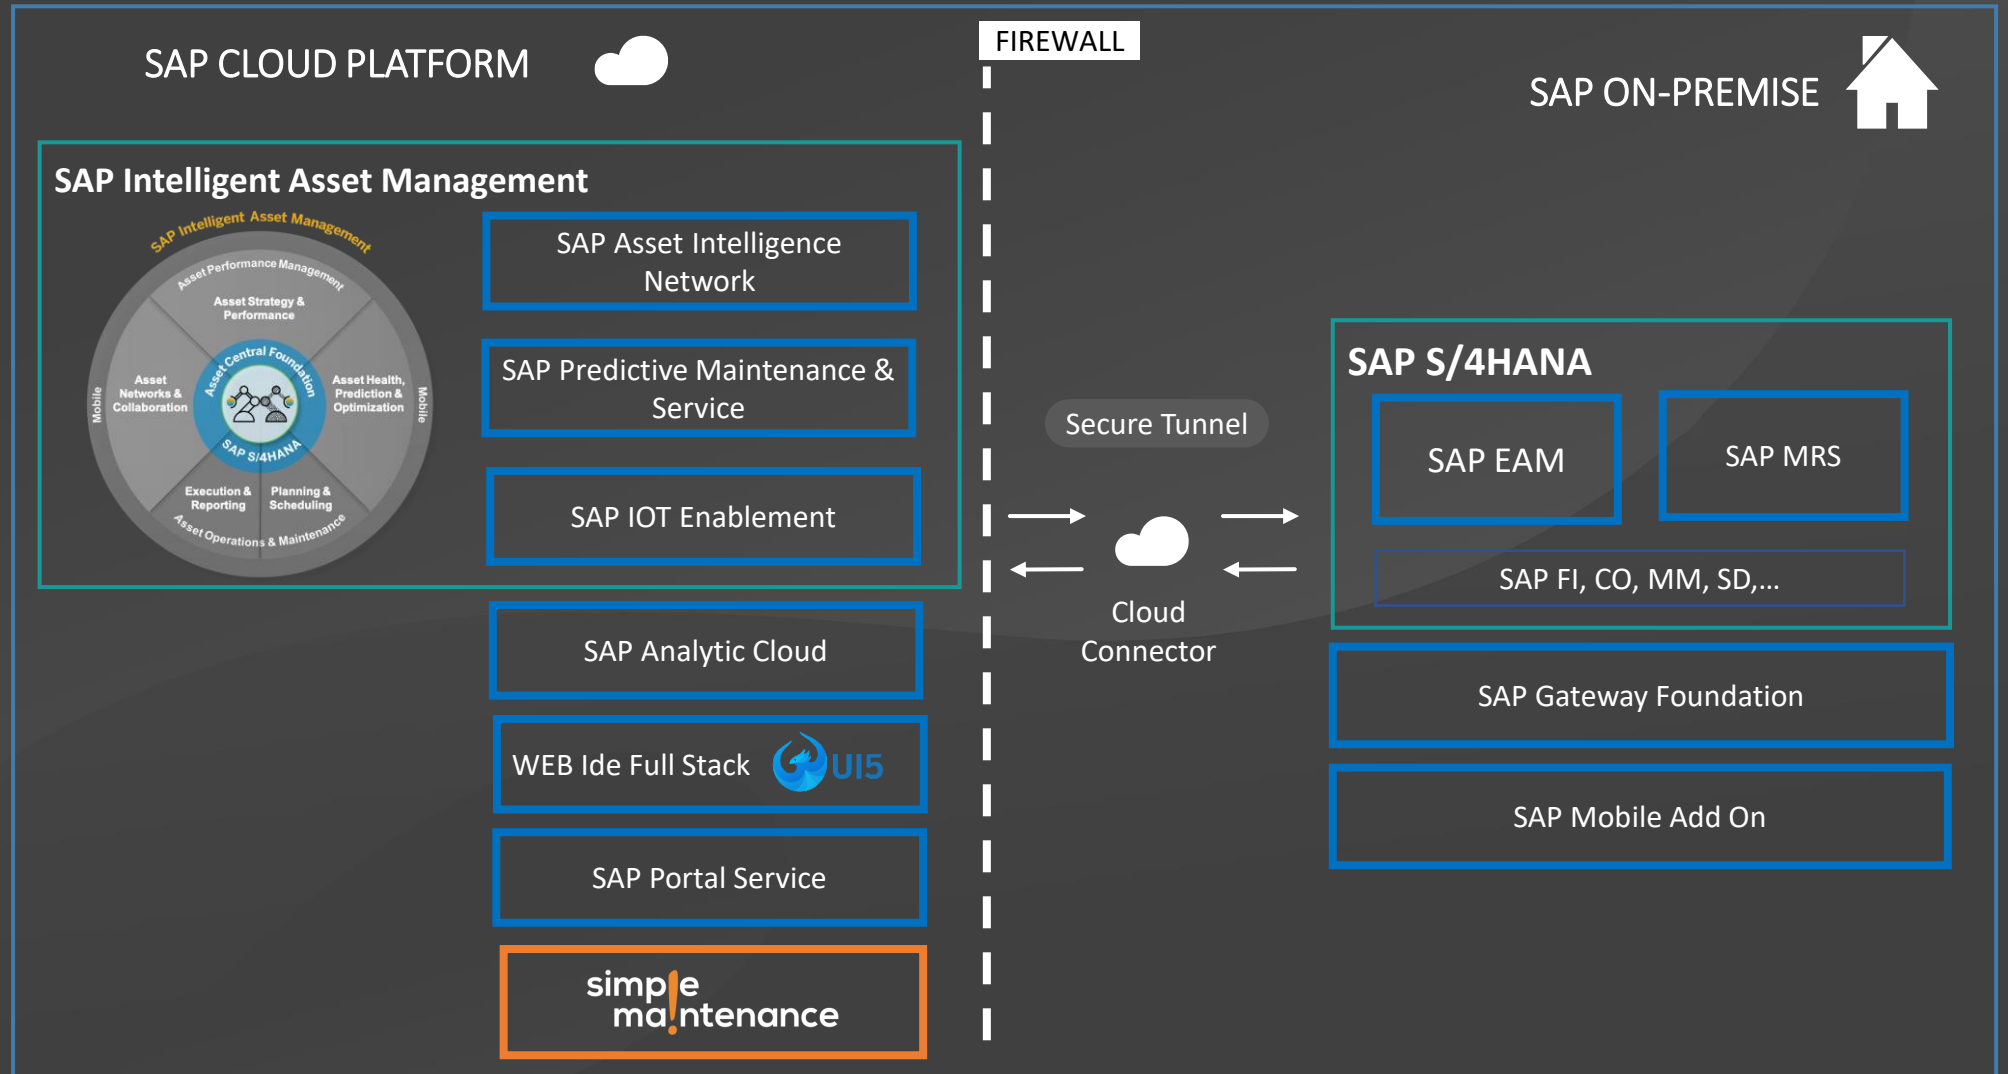 SAP CLOUD PLATFORM
FIREWALL
SAP ON-PREMISE
SAP Intelligent Asset Management
SAP Intelligent Asset Management
Asset Performance Management
Asset Strategy &
Performance
Asset Central Foundation
Asset
Networks &
Collaboration
Asset Health,
Prediction &
Optimization
Mobile
Mobile
SAP S/4HANA
Execution &
Reporting
Planning &
Scheduling
Asset Operations & Maintenance
SAP Asset Intelligence
Network
SAP Predictive Maintenance &
Service
SAP IOT Enablement
SAP Analytic Cloud
WEB Ide Full Stack
UI5
SAP Portal Service
simple
maintenance
Secure Tunnel
Cloud
Connector
SAP S/4HANA
SAP EAM
SAP MRS
SAP FI, CO, MM, SD,...
SAP Gateway Foundation
SAP Mobile Add On